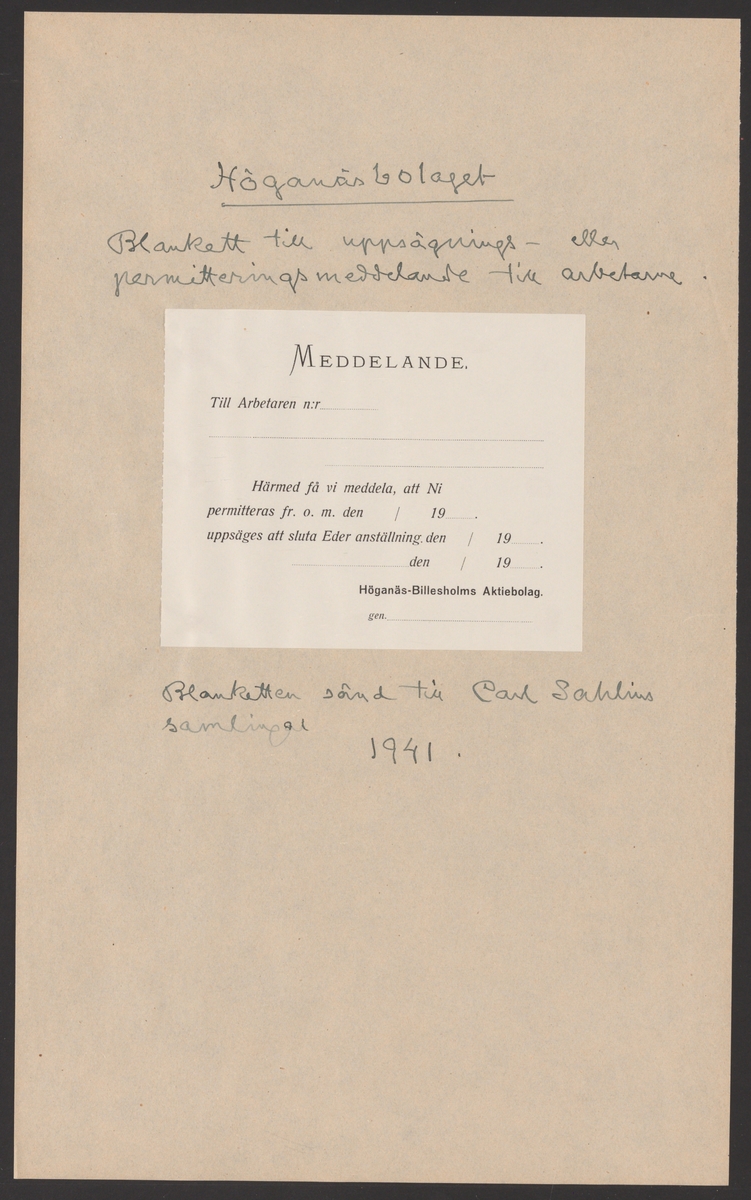 Höganäsbolaget
Blankett till uppsägnings- eller
permitteringsmeddelande till arbetarne.
MEDDELANDE.
Till Arbetaren n:r
Härmed få vi meddela, att Ni
permitteras fr. o. m. den / 19 .
uppsäges att sluta Eder anställning den / 19 .
den / 19 .
Höganäs-Billesholms Aktiebolag.
gen.
Blanketten sänd till Carl Sahlins
samlingar
1941.